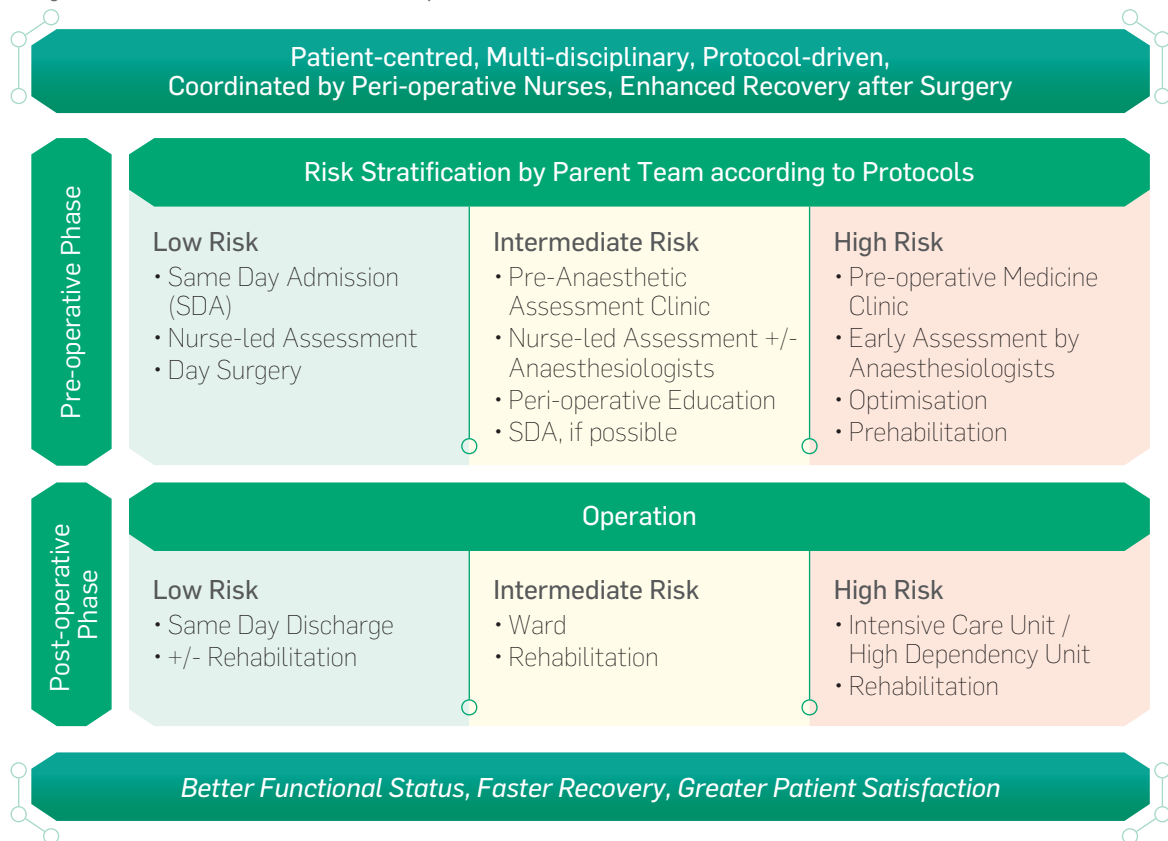 Patient-centred, Multi-disciplinary, Protocol-driven,
Coordinated by Peri-operative Nurses, Enhanced Recovery after Surgery
Pre-operative Phase
Risk Stratification by Parent Team according to Protocols
Low Risk
• Same Day Admission
(SDA)
• Nurse-led Assessment
• Day Surgery
Intermediate Risk
• Pre-Anaesthetic
Assessment Clinic
• Nurse-led Assessment +/-
Anaesthesiologists
• Peri-operative Education
• SDA, if possible
High Risk
• Pre-operative Medicine
Clinic
• Early Assessment by
Anaesthesiologists
• Optimisation
• Prehabilitation
Post-operative
Phase
Operation
Low Risk
• Same Day Discharge
• +/- Rehabilitation
Intermediate Risk
• Ward
• Rehabilitation
High Risk
• Intensive Care Unit /
High Dependency Unit
• Rehabilitation
Better Functional Status, Faster Recovery, Greater Patient Satisfaction